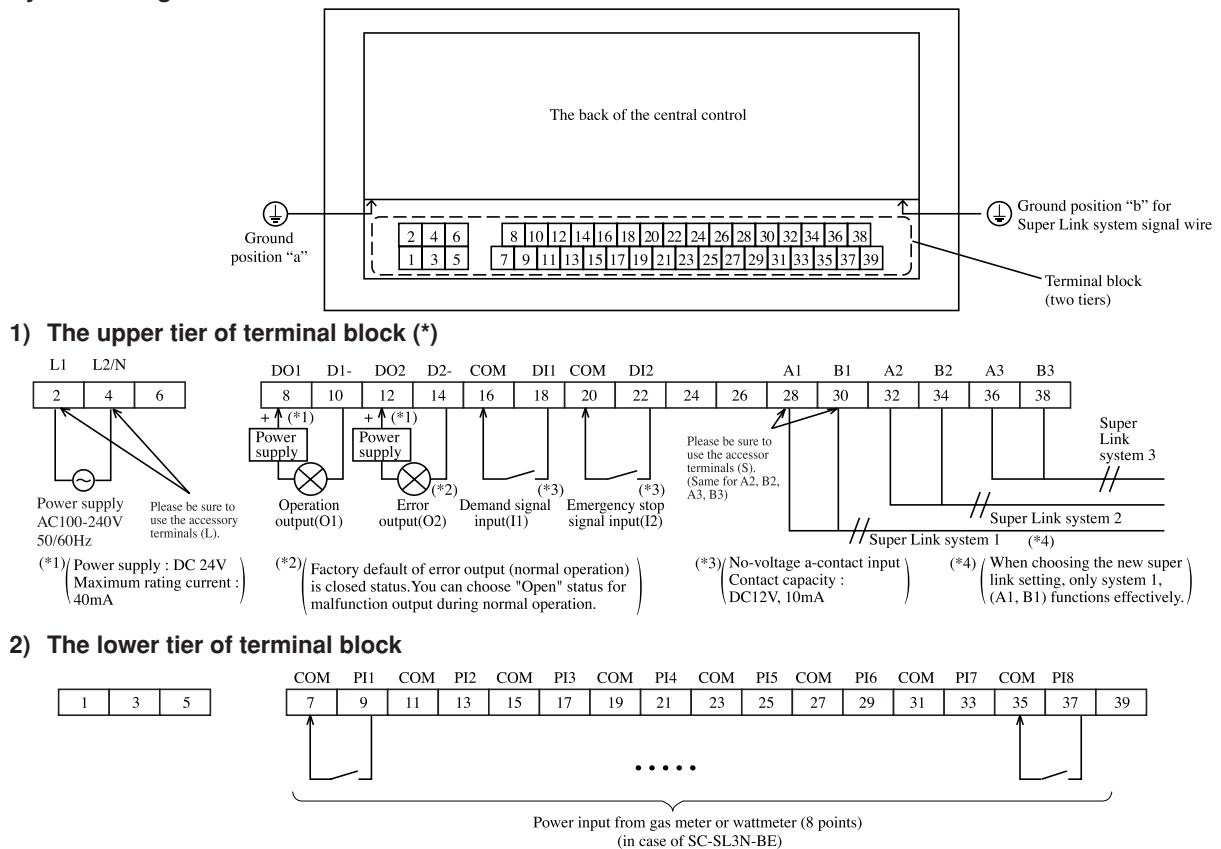 The back of the central control
Ground
position "a"
Ground position "b" for
Super Link system signal wire
2 4 6 8 10 12 14 16 18 20 22 24 26 28 30 32 34 36 38
1 3 5 7 9 11 13 15 17 19 21 23 25 27 29 31 33 35 37 39
Terminal block
(two tiers)
1) The upper tier of terminal block (*)
L1 L2/N
2 4 6
DO1 D1- DO2 D2- COM DI1 COM DI2 A1 B1 A2 B2 A3 B3
8 10 12 14 16 18 20 22 24 26 28 30 32 34 36 38
+ (*1)
Power
supply
+ (*1)
Power
supply
Power supply
AC100-240V
50/60Hz
Please be sure to
use the accessory
terminals (L).
Operation
output(O1)
(*2)
Error
output(O2)
(*3)
Demand signal
input(I1)
(*3)
Emergency stop
signal input(I2)
Please be sure to
use the accessor
terminals (S).
(Same for A2, B2,
A3, B3)
Super
Link
system 3
Super Link system 2
Super Link system 1 (*4)
(*1) Power supply : DC 24V
Maximum rating current :
40mA
(*2) Factory default of error output (normal operation)
is closed status.You can choose "Open" status for
malfunction output during normal operation.
(*3) No-voltage a-contact input
Contact capacity :
DC12V, 10mA
(*4) When choosing the new super
link setting, only system 1,
(A1, B1) functions effectively.
2) The lower tier of terminal block
1 3 5
COM PI1 COM PI2 COM PI3 COM PI4 COM PI5 COM PI6 COM PI7 COM PI8
7 9 11 13 15 17 19 21 23 25 27 29 31 33 35 37 39
Power input from gas meter or wattmeter (8 points)
(in case of SC-SL3N-BE)